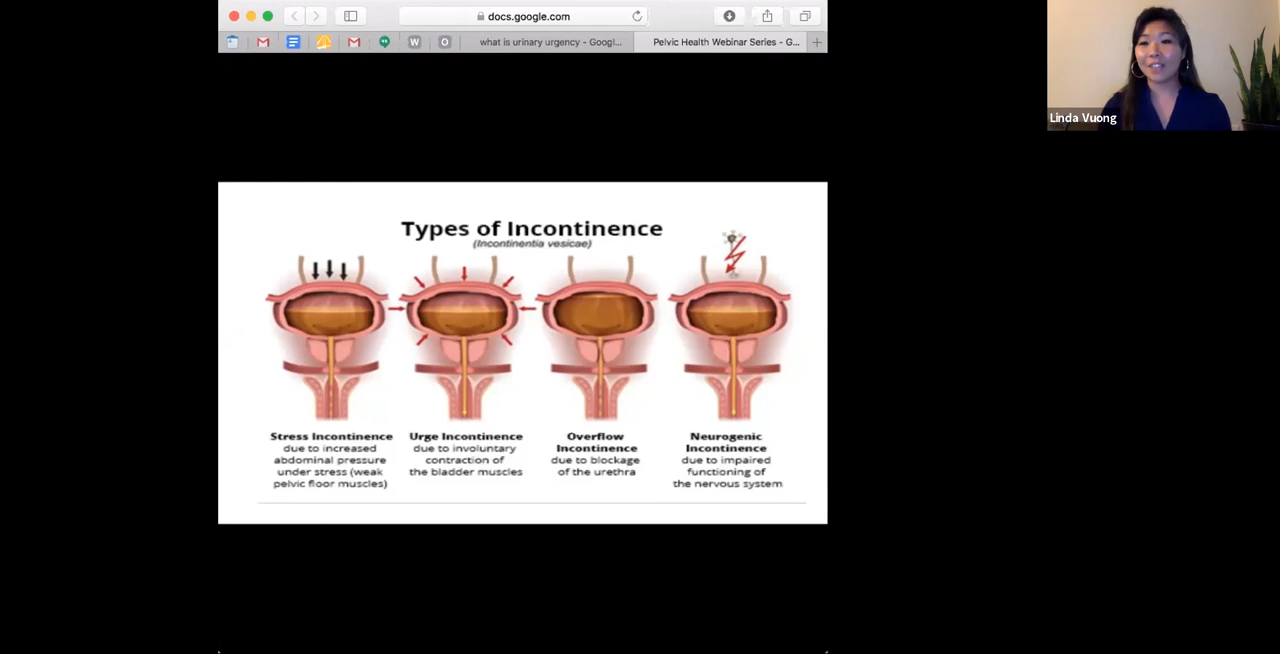 docs.google.com
W
O
what is urinary urgency - Googl...
Pelvic Health Webinar Series - G...
Linda Vuong
Types of Incontinence
(Incontinentia vesicae)
Stress Incontinence
due to increased
abdominal pressure
under stress (weak
pelvic floor muscles)
Urge Incontinence
due to involuntary
contraction of
the bladder muscles
Overflow
Incontinence
due to blockage
of the urethra
Neurogenic
Incontinence
due to impaired
functioning of
the nervous system